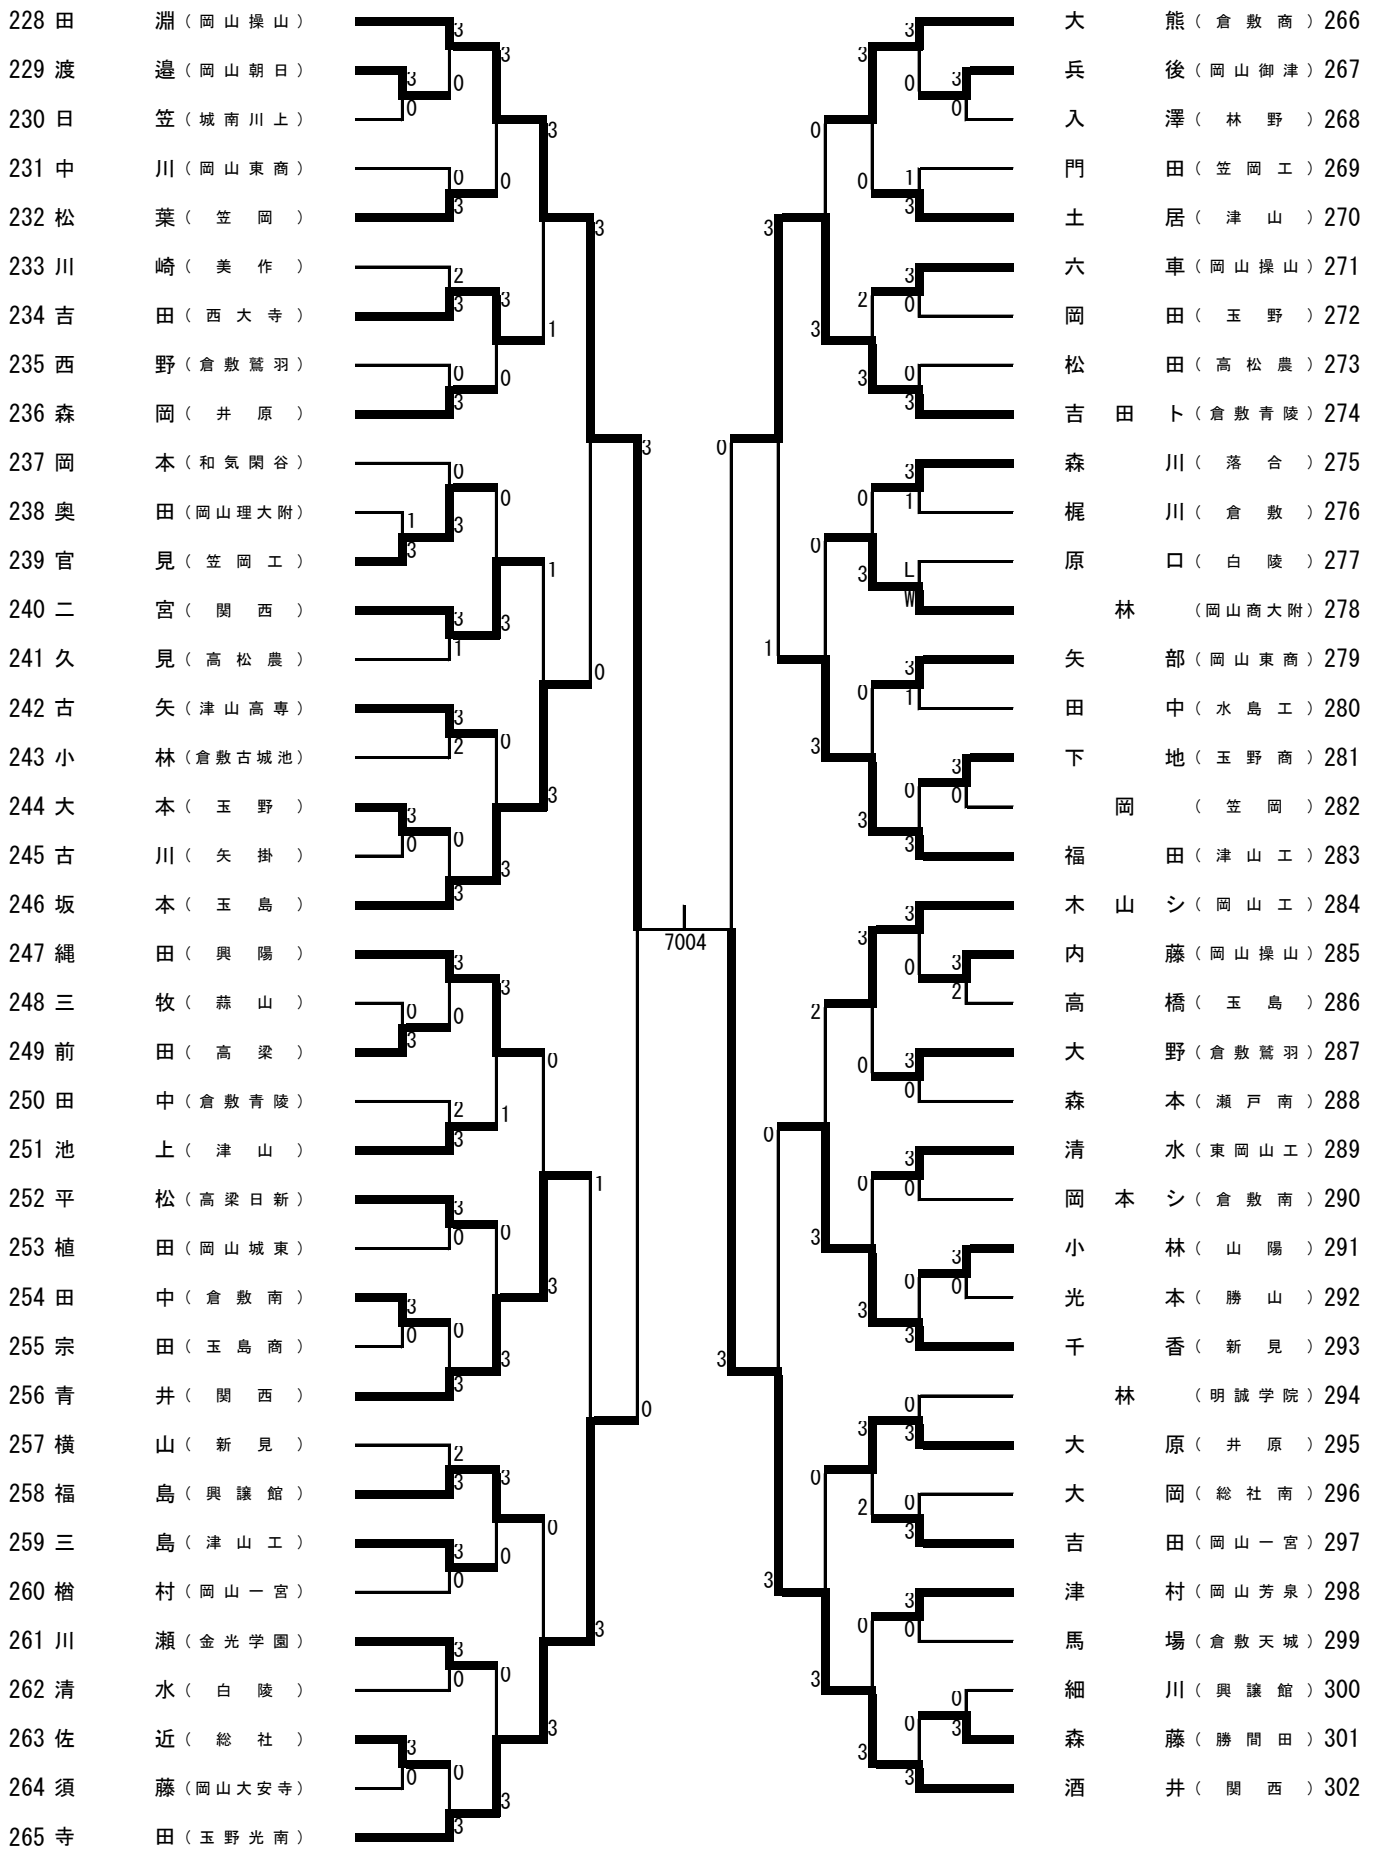 228 田淵（岡山操山）
229 渡邉（岡山朝日）
230 日笠（城南川上）
231 中川（岡山東商）
232 松葉（笠岡）
233 川崎（美作）
234 吉田（西大寺）
235 西野（倉敷鷲羽）
236 森岡（井原）
237 岡本（和気閑谷）
238 奥田（岡山理大附）
239 官見（笠岡工）
240 二宮（関西）
241 久見（高松農）
242 古矢（津山高専）
243 小林（倉敷古城池）
244 大本（玉野）
245 古川（矢掛）
246 坂本（玉島）
247 縄田（興陽）
248 三牧（蒜山）
249 前田（高梁）
250 田中（倉敷青陵）
251 池上（津山）
252 平松（高梁日新）
253 植田（岡山城東）
254 田中（倉敷南）
255 宗田（玉島商）
256 青井（関西）
257 横山（新見）
258 福島（興譲館）
259 三島（津山工）
260 楢村（岡山一宮）
261 川瀬（金光学園）
262 清水（白陵）
263 佐近（総社）
264 須藤（岡山大安寺）
265 寺田（玉野光南）
7004
大熊（倉敷商）266
兵後（岡山御津）267
入澤（林野）268
門田（笠岡工）269
土居（津山）270
六車（岡山操山）271
岡田（玉野）272
松田（高松農）273
吉田ト（倉敷青陵）274
森川（落合）275
梶川（倉敷）276
原口（白陵）277
林（岡山商大附）278
矢部（岡山東商）279
田中（水島工）280
下地（玉野商）281
岡（笠岡）282
福田（津山工）283
木山シ（岡山工）284
内藤（岡山操山）285
高橋（玉島）286
大野（倉敷鷲羽）287
森本（瀬戸南）288
清水（東岡山工）289
岡本シ（倉敷南）290
小林（山陽）291
光本（勝山）292
千香（新見）293
林（明誠学院）294
大原（井原）295
大岡（総社南）296
吉田（岡山一宮）297
津村（岡山芳泉）298
馬場（倉敷天城）299
細川（興譲館）300
森藤（勝間田）301
酒井（関西）302